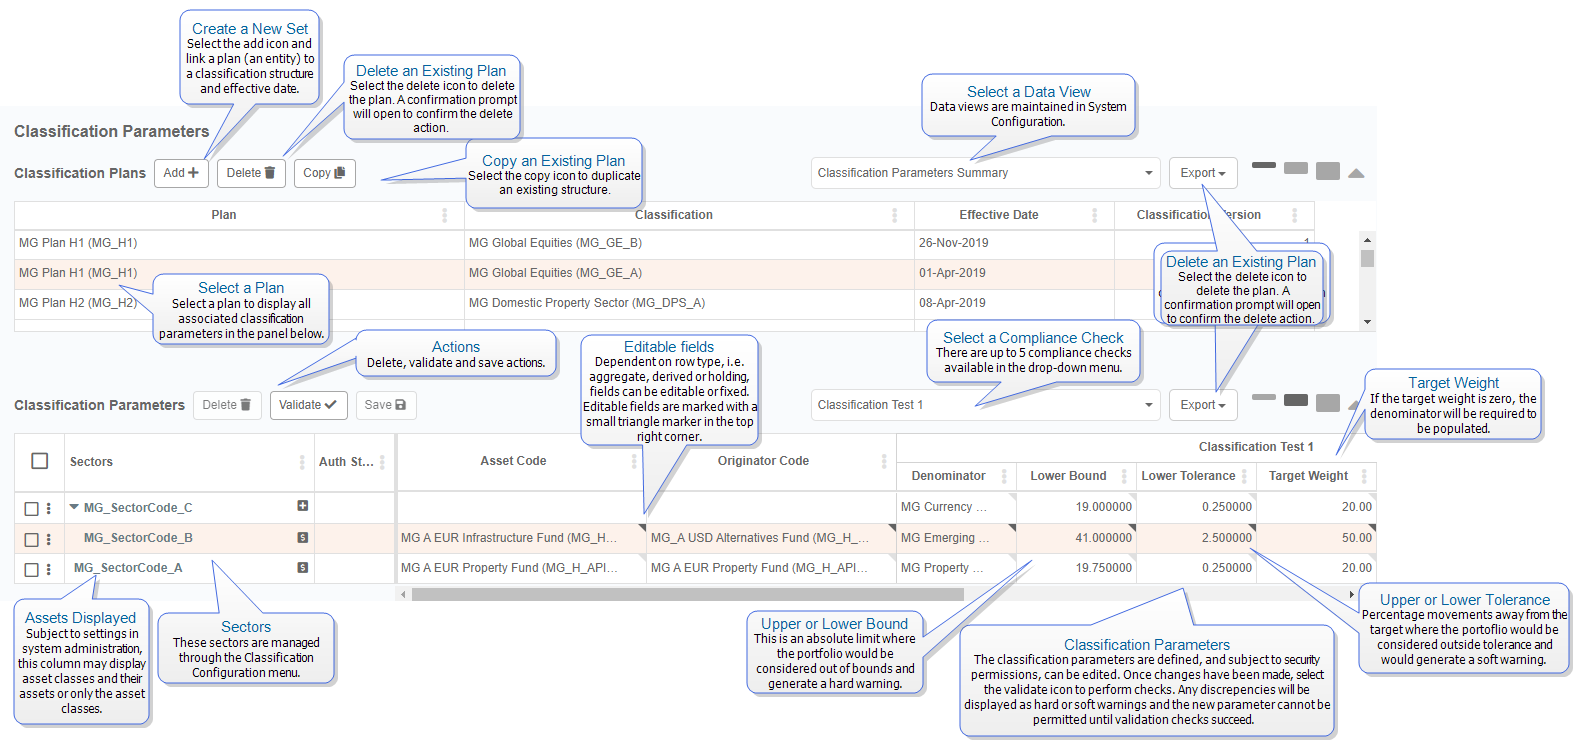 Create a New Set
Select the add icon and
link a plan (an entity) to
a classification structure
and effective date.
Delete an Existing Plan
Select the delete icon to delete
the plan. A confirmation prompt
will open to confirm the delete
action.
Select a Data View
Data views are maintained in System
Configuration.
Classification Parameters
Copy an Existing Plan
Select the copy icon to duplicate
an existing structure.
Classification Plans
Add
Delete
Copy
Classification Parameters Summary
Export
Plan
Classification
Effective Date
Classification Version
MG Plan H1 (MG_H1)
MG Global Equities (MG_GE_B)
26-Nov-2019
1
MG Plan H1 (MG_H1)
MG Global Equities (MG_GE_A)
01-Apr-2019
MG Plan H2 (MG_H2)
MG Domestic Property Sector (MG_DPS_A)
08-Apr-2019
Delete an Existing Plan
Select the delete icon to
delete the plan. A
confirmation prompt will open
to confirm the delete action.
Select a Plan
Select a plan to display all
associated classification
parameters in the panel below.
Actions
Delete, validate and save actions.
Editable fields
Dependent on row type, i.e.
aggregate, derived or holding,
fields can be editable or fixed.
Editable fields are marked with a
small triangle marker in the top
right corner.
Select a Compliance Check
There are up to 5 compliance checks
available in the drop-down menu.
Target Weight
If the target weight is zero, the
denominator will be required to
be populated.
Classification Parameters
Delete
Validate
Save
Classification Test 1
Export
Sectors
Auth St...
Asset Code
Originator Code
Classification Test 1
Denominator
Lower Bound
Lower Tolerance
Target Weight
MG_SectorCode_C
MG Currency ...
19.000000
0.250000
20.00
MG_SectorCode_B
MG A EUR Infrastructure Fund (MG_H...
MG_A USD Alternatives Fund (MG_H_...
MG Emerging ...
41.000000
2.500000
50.00
MG_SectorCode_A
MG A EUR Property Fund (MG_H_API...
MG A EUR Property Fund (MG_H_API...
MG Property ...
19.750000
0.250000
20.00
Assets Displayed
Subject to settings in
system administration,
this column may display
asset classes and their
assets or only the asset
classes.
Sectors
These sectors are managed
through the Classification
Configuration menu.
Upper or Lower Bound
This is an absolute limit where
the portfolio would be
considered out of bounds and
generate a hard warning.
Classification Parameters
The classification parameters are defined, and subject to security
permissions, can be edited. Once changes have been made, select
the validate icon to perform checks. Any discrepencies will be
displayed as hard or soft warnings and the new parameter cannot be
permitted until validation checks succeed.
Upper or Lower Tolerance
Percentage movements away from the
target where the portoflio would be
considered outside tolerance and
would generate a soft warning.